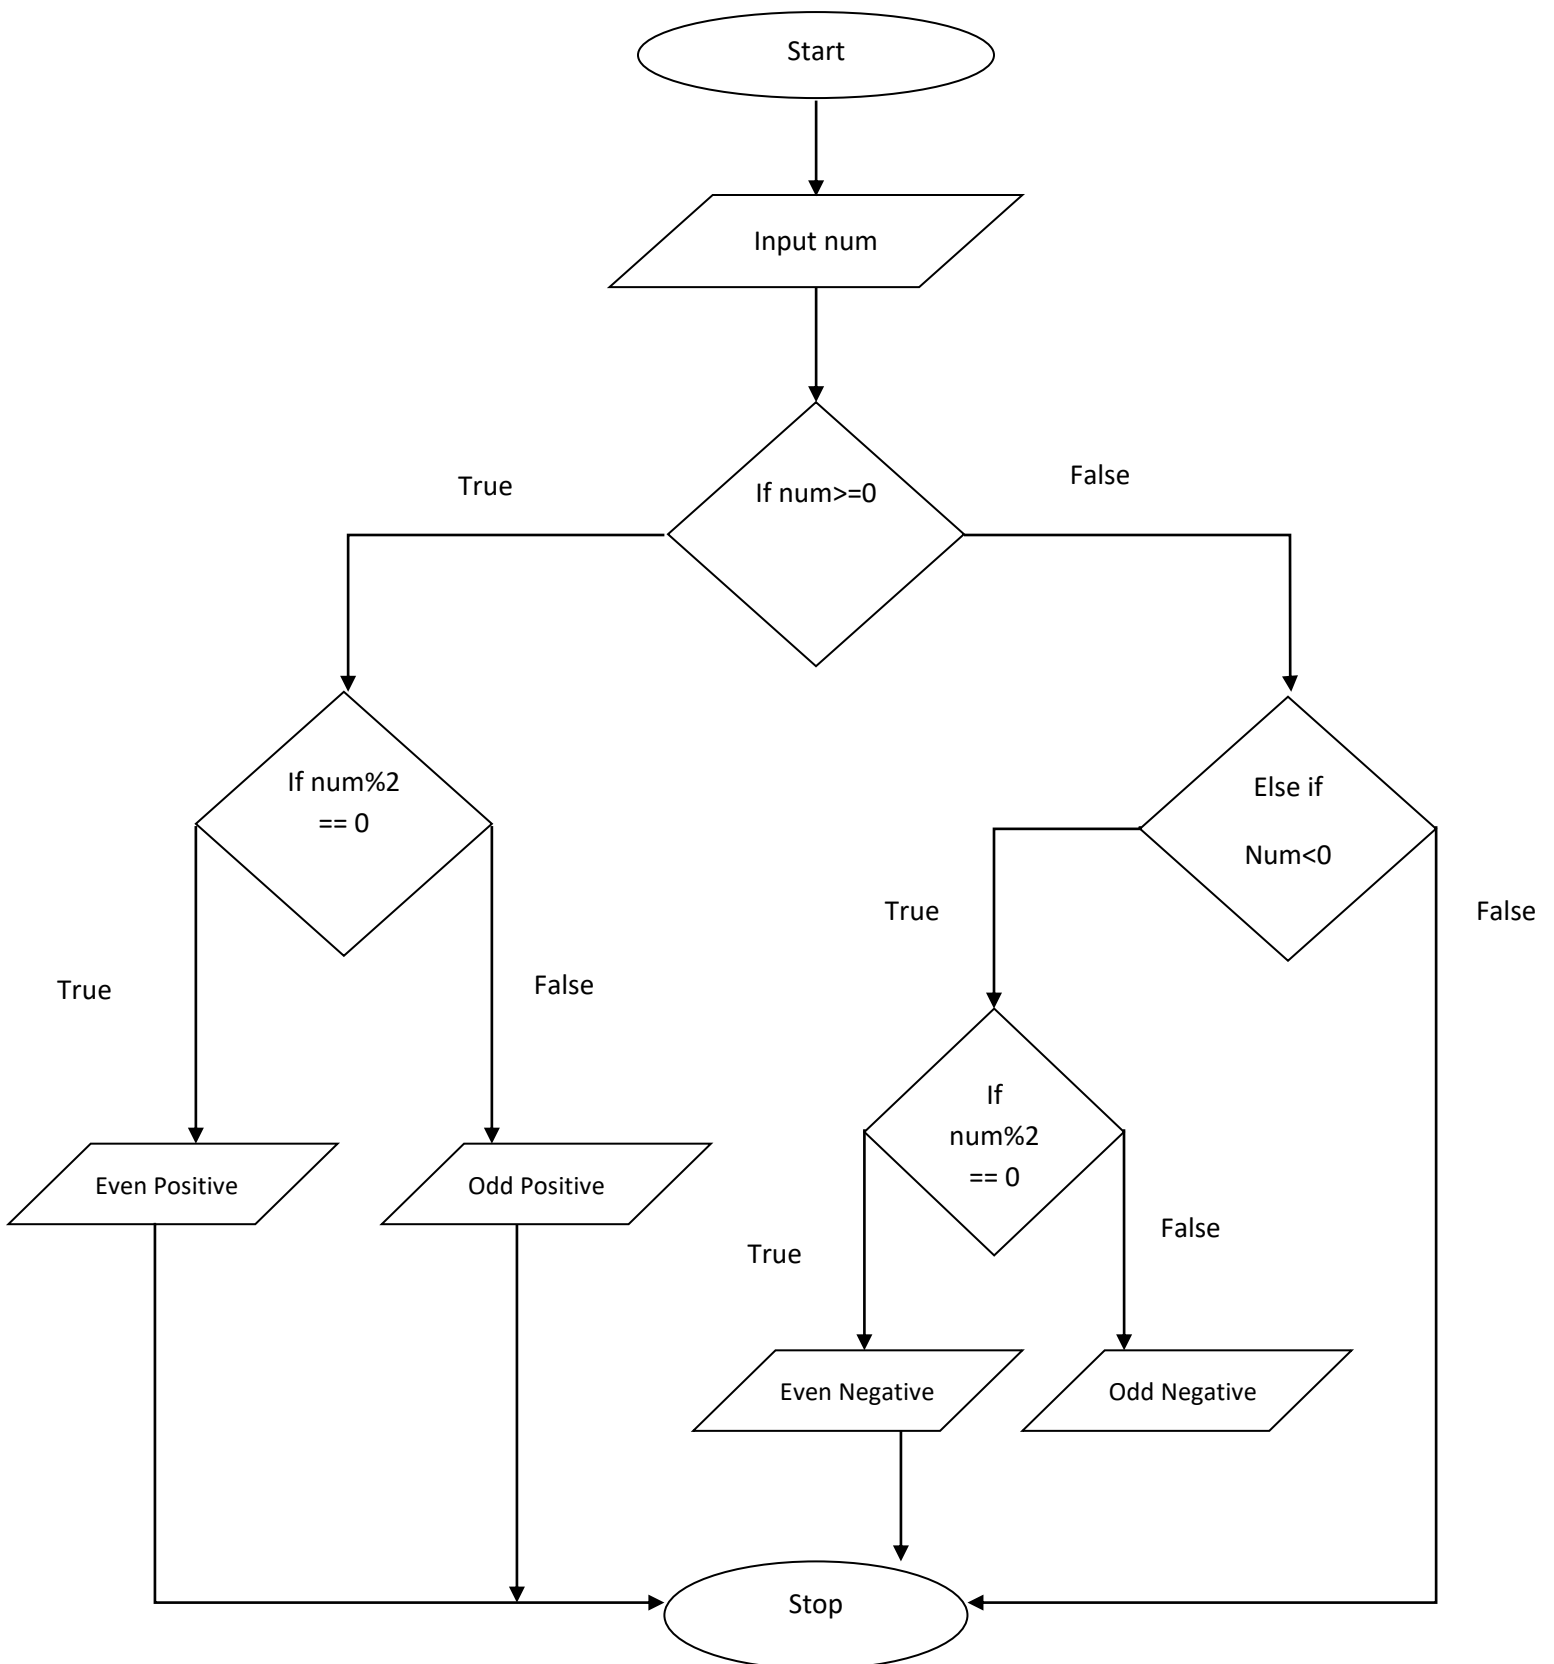 Start
Input num
If num>=0
True
False
If num%2
== 0
Else if
Num<0
True
False
True
False
If
num%2
== 0
Even Positive
Odd Positive
True
False
Even Negative
Odd Negative
Stop